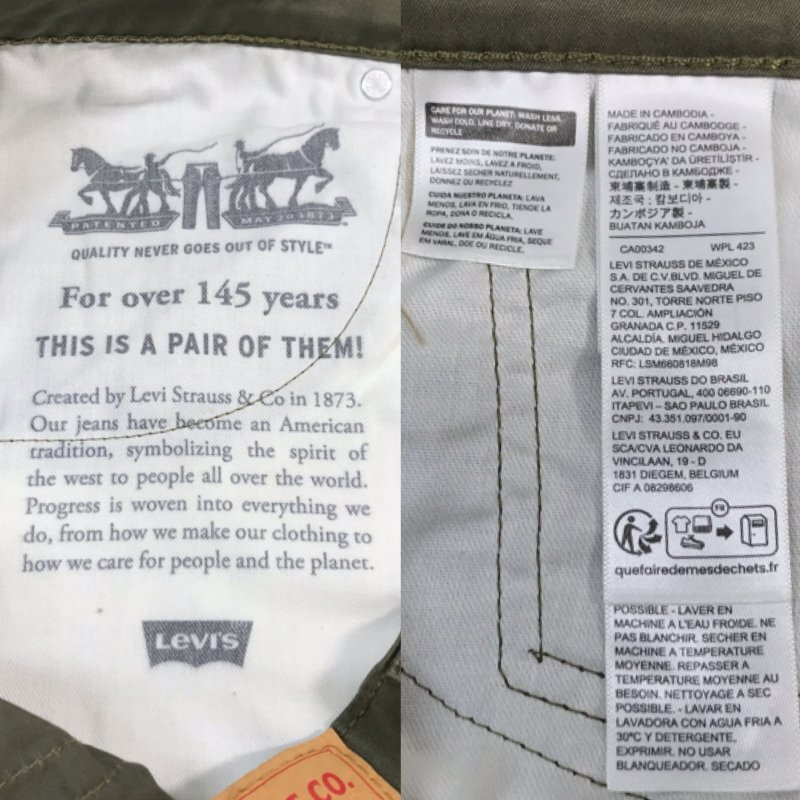 PATENTED MAY 20 1873
QUALITY NEVER GOES OUT OF STYLE™
For over 145 years
THIS IS A PAIR OF THEM!
Created by Levi Strauss & Co in 1873.
Our jeans have become an American
tradition, symbolizing the spirit of
the west to people all over the world.
Progress is woven into everything we
do, from how we make our clothing to
how we care for people and the planet.
LEVI'S
CO.
CARE FOR OUR PLANET: WASH LESS,
WASH COLD, LINE DRY, DONATE OR
RECYCLE
PRENEZ SOIN DE NOTRE PLANETE:
LAVEZ MOINS, LAVEZ A FROID,
LAISSEZ SECHER NATURELLEMENT,
DONNEZ OU RECYCLEZ
CUIDA NUESTRO PLANETA: LAVA
MENOS, LAVA EN FRIO, TIENDE LA
ROPA, DONA O RECICLA.
CUIDE DO NOSSO PLANETA: LAVE
MENOS, LAVE EM ÁGUA FRIA, SEQUE
EM VARAL, DOE OU RECICLE.
MADE IN CAMBODIA -
FABRIQUÉ AU CAMBODGE -
FABRICADO EN CAMBOYA -
FABRICADO NO CAMBOJA -
KAMBOÇYA' DA ÜRETİLİŞTİR -
СДЕЛАНО В КАМБОДЖЕ -
柬埔寨制造 - 柬埔寨製 -
제조국 : 캄보디아 -
カンボジア製 -
BUATAN KAMBOJA
CA00342 WPL 423
LEVI STRAUSS DE MÉXICO
S.A. DE C.V.BLVD. MIGUEL DE
CERVANTES SAAVEDRA
NO. 301, TORRE NORTE PISO
7 COL. AMPLIACIÓN
GRANADA C.P. 11529
ALCALDÍA. MIGUEL HIDALGO
CIUDAD DE MÉXICO, MÉXICO
RFC: LSM660818M98
LEVI STRAUSS DO BRASIL
AV. PORTUGAL, 400 06690-110
ITAPEVI – SAO PAULO BRASIL
CNPJ: 43.351.097/0001-90
LEVI STRAUSS & CO. EU
SCA/CVA LEONARDO DA
VINCILAAN, 19 - D
1831 DIEGEM, BELGIUM
CIF A 08298606
FR
quefairedemesdechets.fr
POSSIBLE - LAVER EN
MACHINE A L'EAU FROIDE. NE
PAS BLANCHIR. SECHER EN
MACHINE A TEMPERATURE
MOYENNE. REPASSER A
TEMPERATURE MOYENNE AU
BESOIN. NETTOYAGE A SEC
POSSIBLE. - LAVAR EN
LAVADORA CON AGUA FRIA A
30ºC Y DETERGENTE,
EXPRIMIR. NO USAR
BLANQUEADOR. SECADO